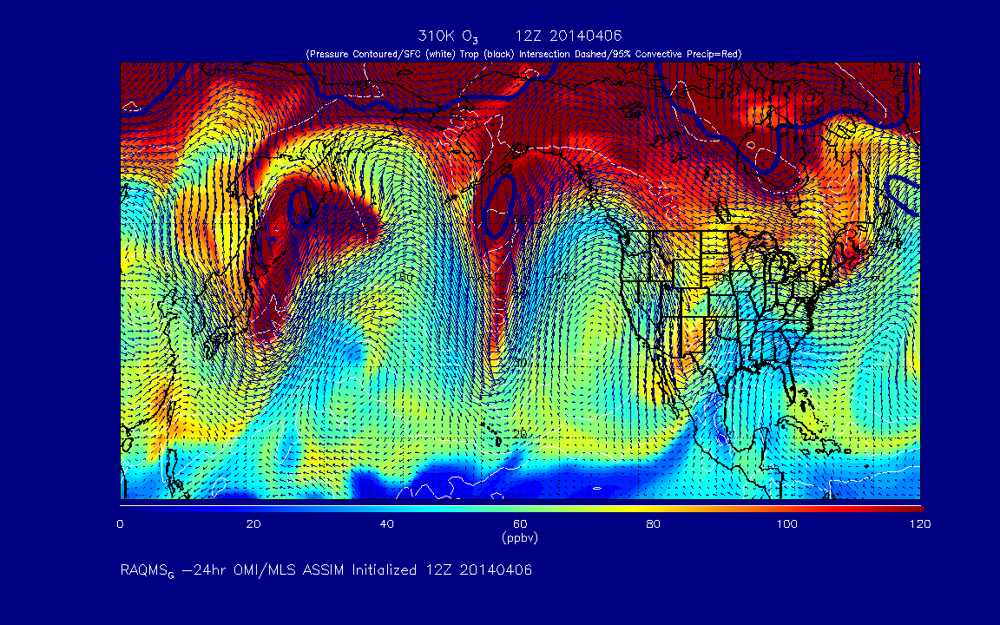 310K O3 12Z 20140406
(Pressure Contoured/SFC (white) Trop (black) Intersection Dashed/95% Convective Precip=Red)
20
0 20 40 60 80 100 120
(ppbv)
RAQMSG −24hr OMI/MLS ASSIM Initialized 12Z 20140406